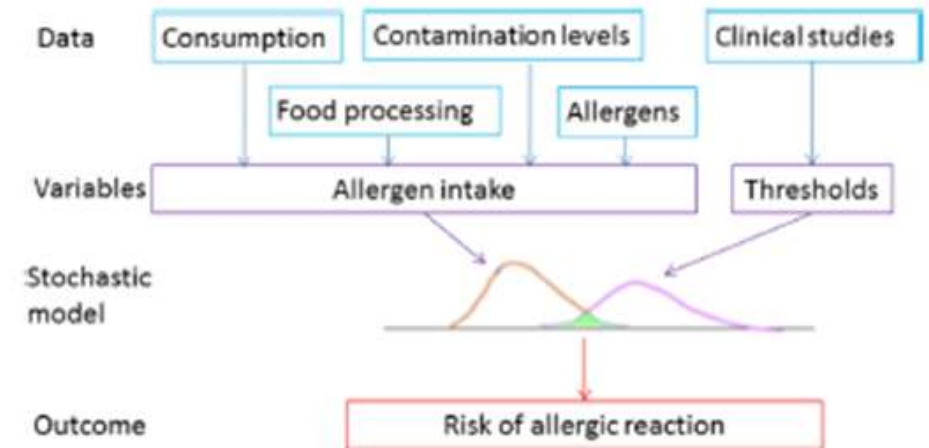 Data
Consumption
Contamination levels
Clinical studies
Food processing
Allergens
Variables
Allergen intake
Thresholds
Stochastic
model
Outcome
Risk of allergic reaction